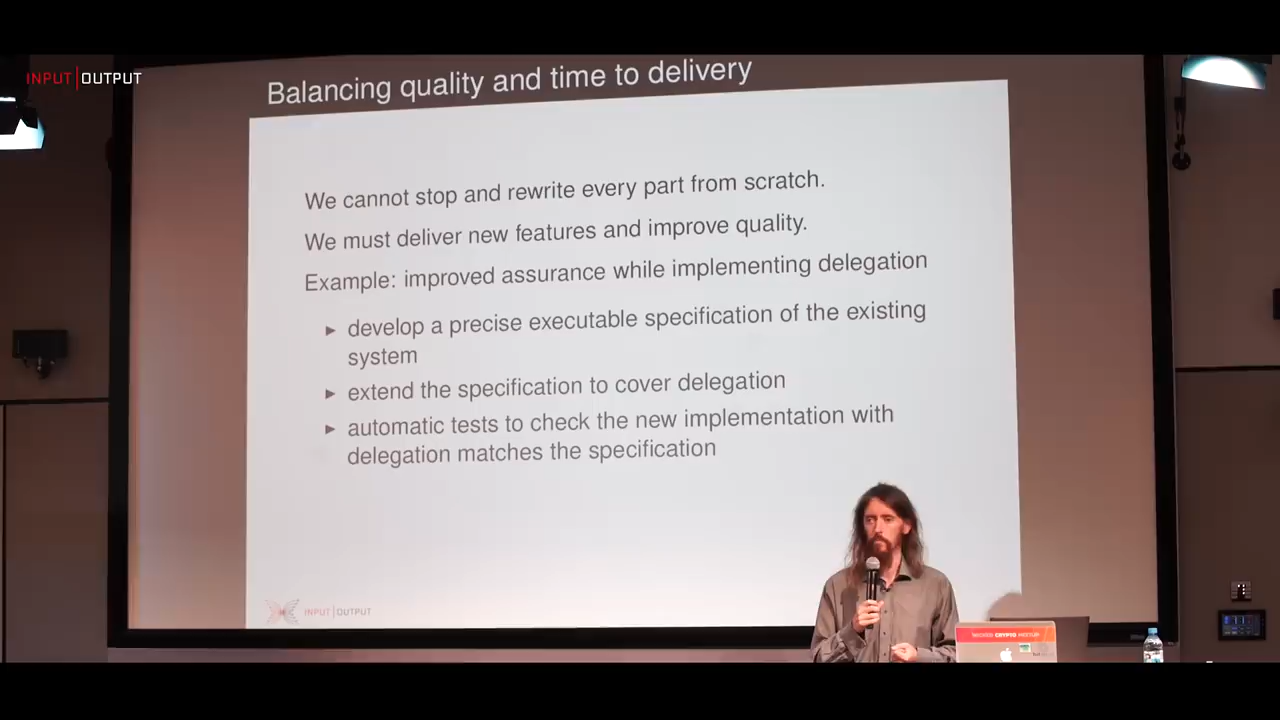 INPUT|OUTPUT
Balancing quality and time to delivery
We cannot stop and rewrite every part from scratch.
We must deliver new features and improve quality.
Example: improved assurance while implementing delegation
▶ develop a precise executable specification of the existing
system
▶ extend the specification to cover delegation
▶ automatic tests to check the new implementation with
delegation matches the specification
INPUT|OUTPUT
CRYPTO MEETUP